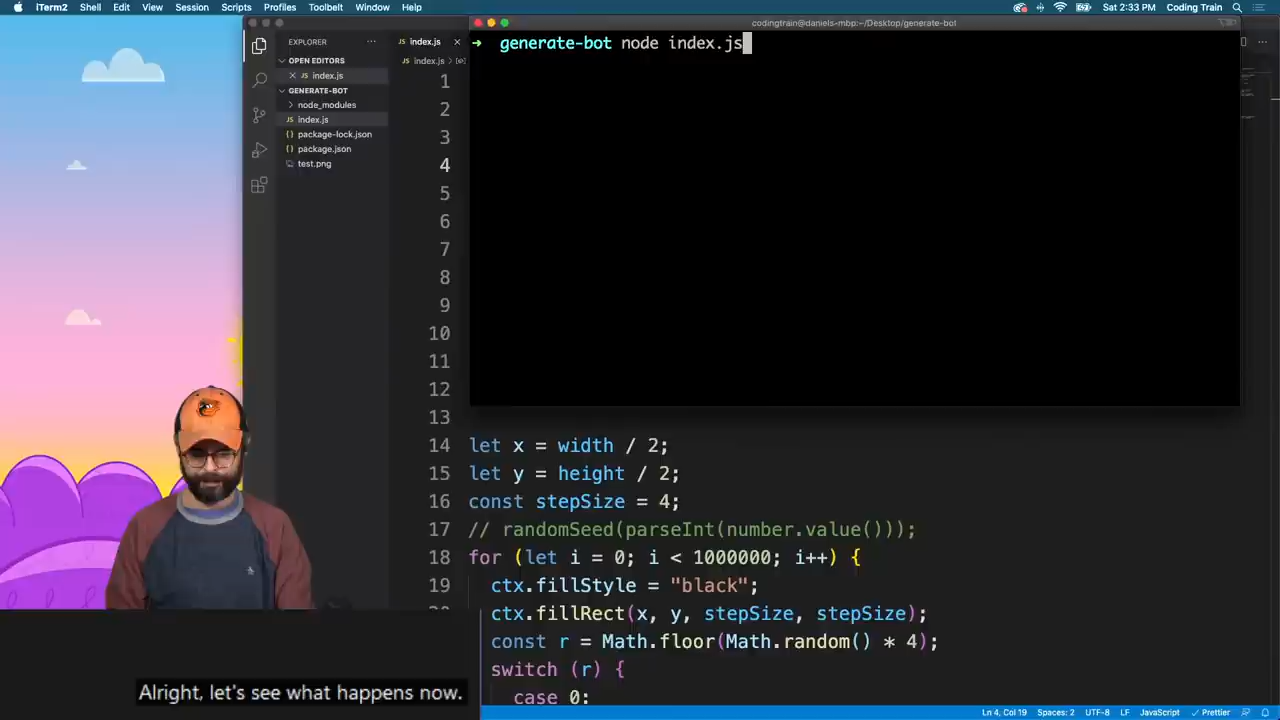 iTerm2 Shell Edit View Session Scripts Profiles Toolbelt Window Help
Sat 2:33 PM Coding Train
codingtrain@daniels-mbp:~/Desktop/generate-bot
→ generate-bot node index.js
EXPLORER
OPEN EDITORS
JS index.js
GENERATE-BOT
node_modules
JS index.js
{} package-lock.json
{} package.json
test.png
index.js
JS index.js
1
2
3
4
5
6
7
8
9
10
11
12
13
14 let x = width / 2;
15 let y = height / 2;
16 const stepSize = 4;
17 // randomSeed(parseInt(number.value()));
18 for (let i = 0; i < 1000000; i++) {
19 ctx.fillStyle = "black";
ctx.fillRect(x, y, stepSize, stepSize);
const r = Math.floor(Math.random() * 4);
switch (r) {
case 0:
Alright, let's see what happens now.
Ln 4, Col 19 Spaces: 2 UTF-8 LF JavaScript Prettier